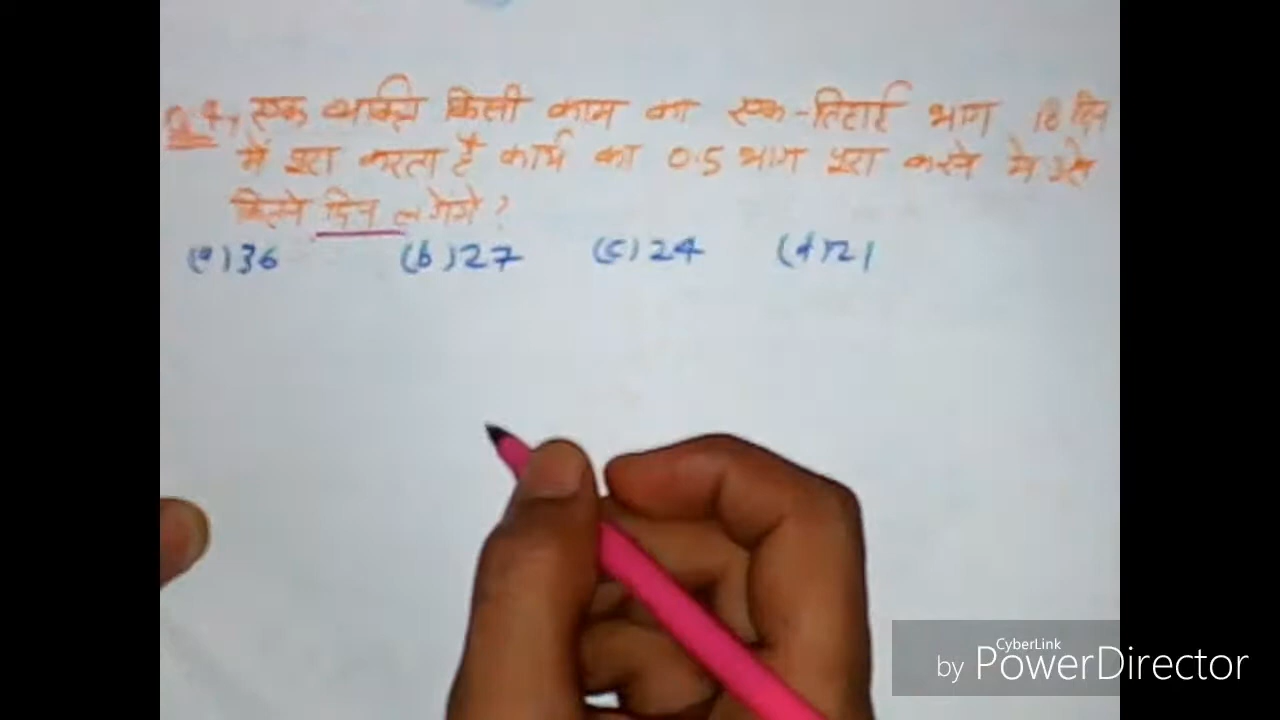 Q.4, एक व्यक्ति किसी काम का एक-तिहाई भाग 18 दिन
में पूरा करता है कार्य का 0.5 भाग पूरा करने मे उसे
कितने दिन लगेगे?
(a) 36 (b) 27 (c) 24 (d) 21
CyberLink
by PowerDirector